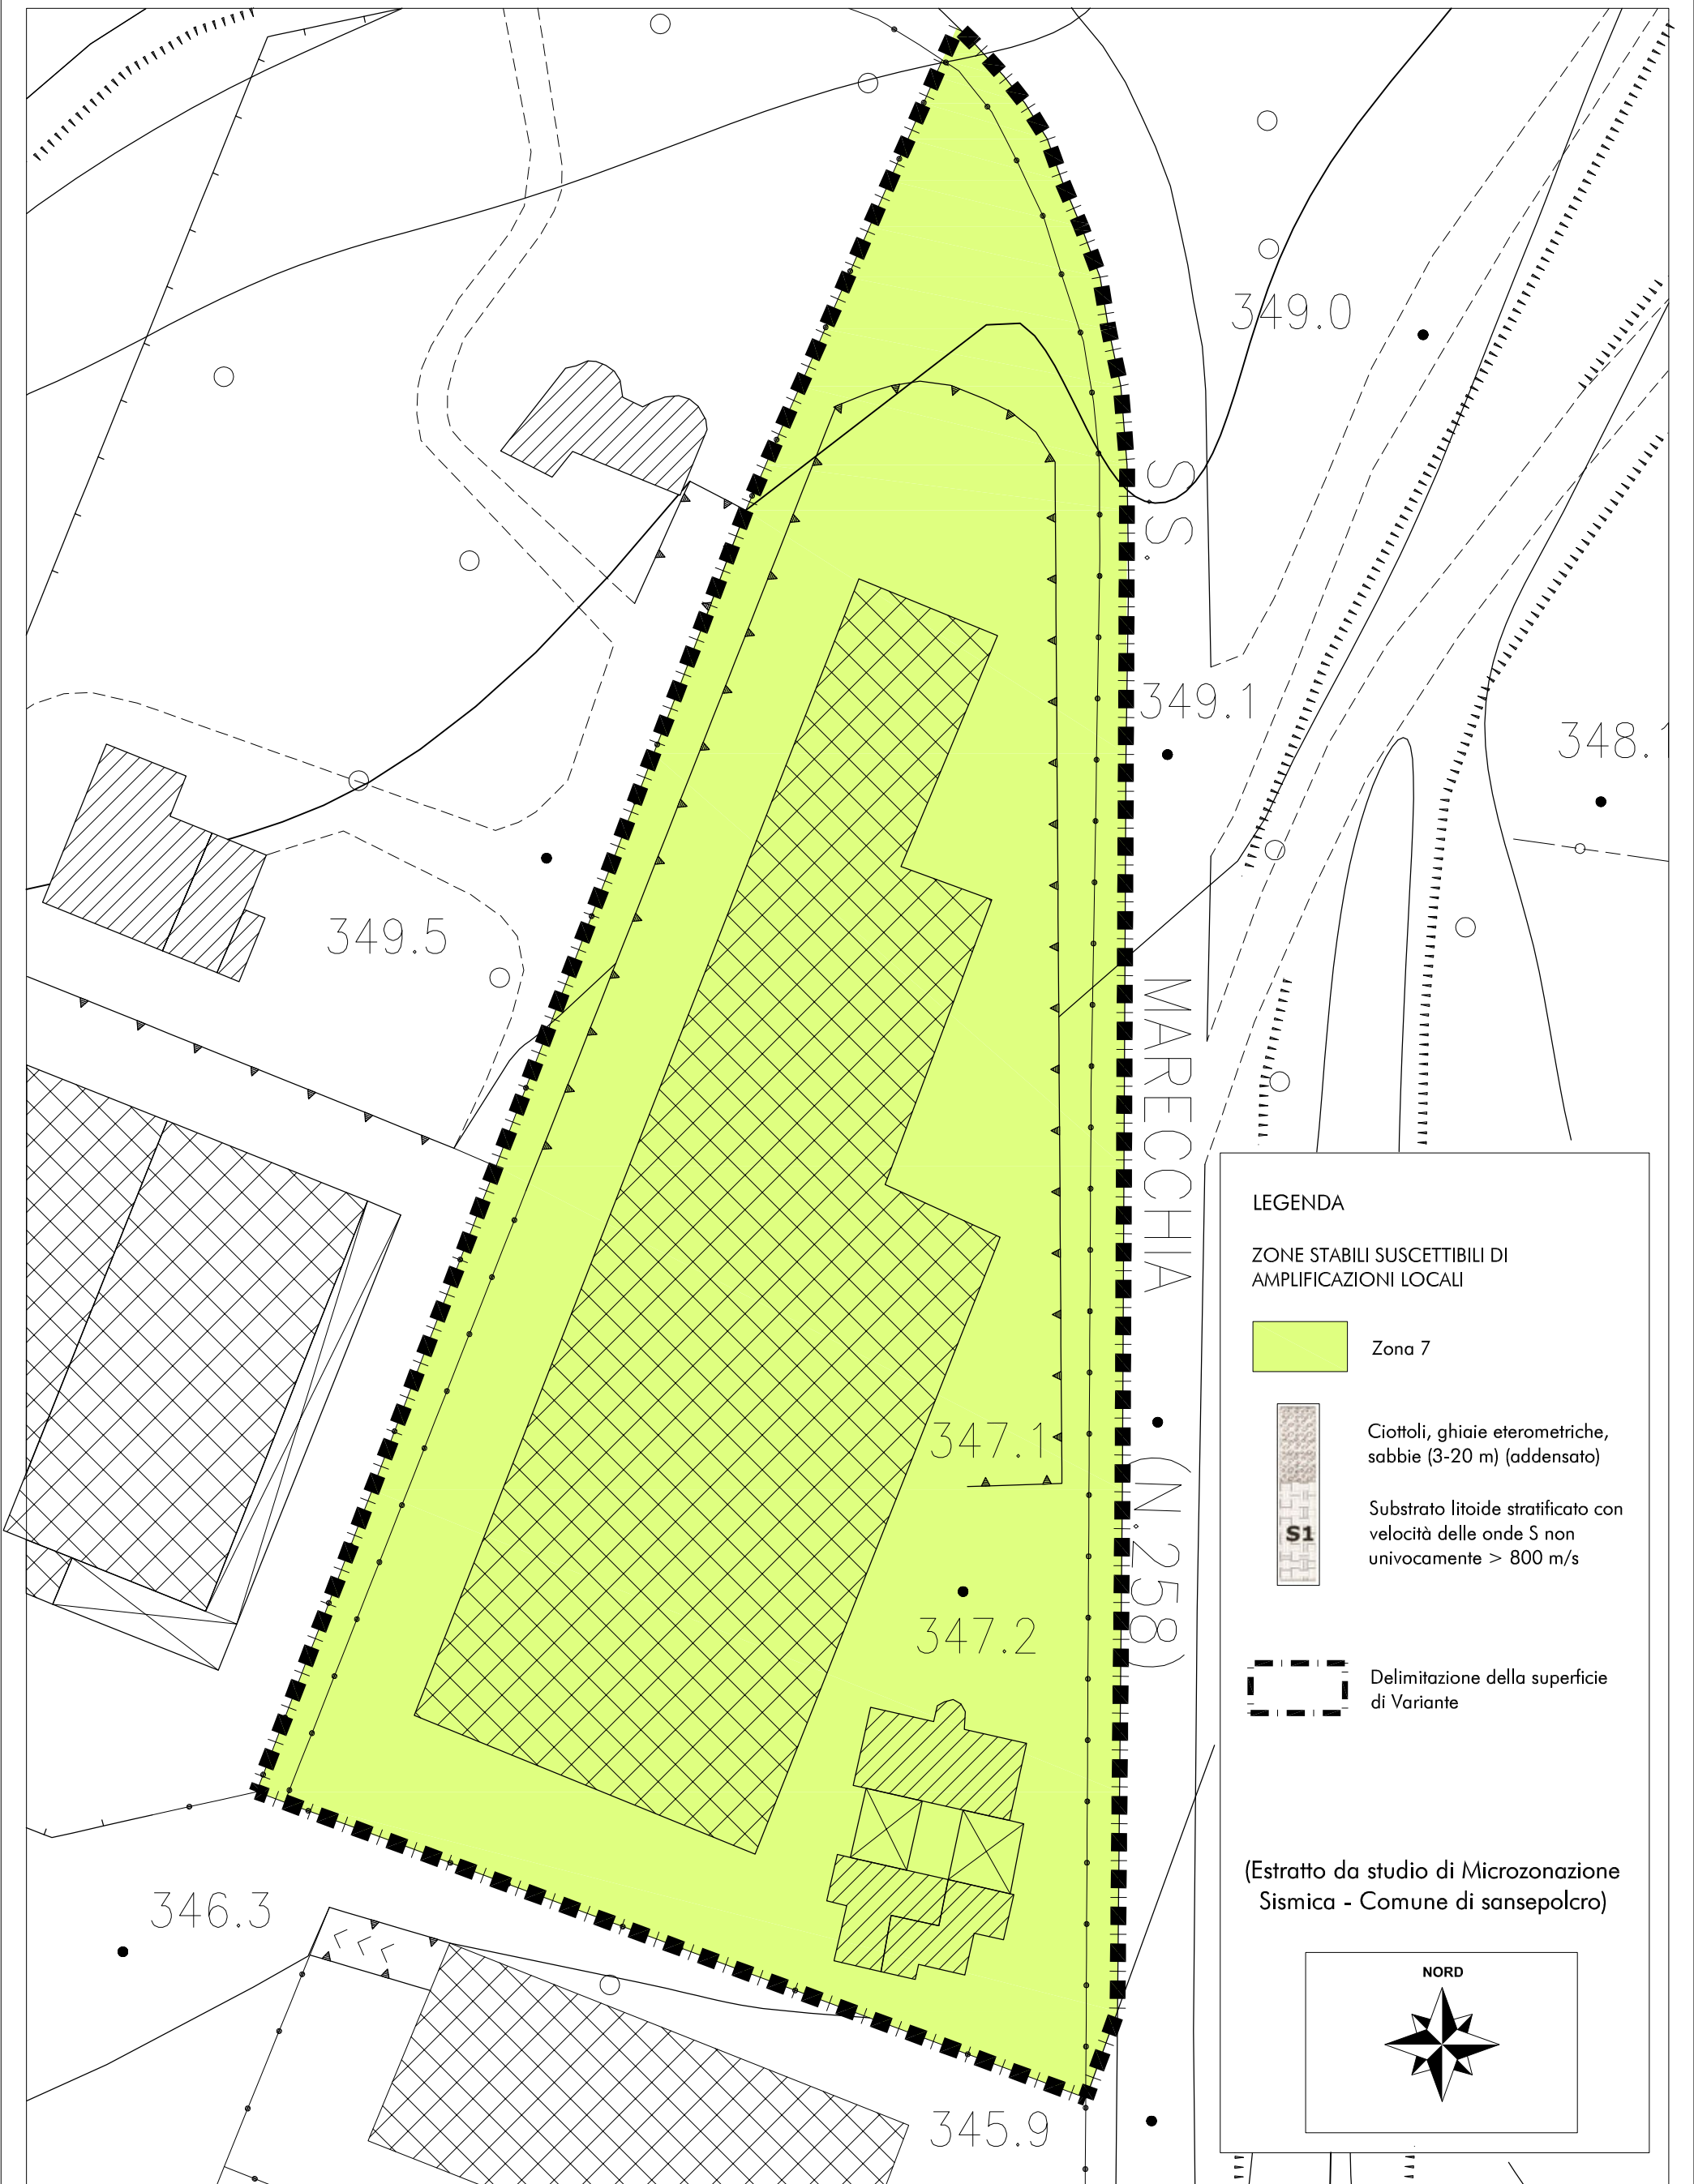 349.0
S.S.
349.1
348.
349.5
MARECCHIA
347.1
(N.258)
347.2
346.3
345.9
LEGENDA
ZONE STABILI SUSCETTIBILI DI
AMPLIFICAZIONI LOCALI
Zona 7
Ciottoli, ghiaie eterometriche,
sabbie (3-20 m) (addensato)
S1
Substrato litoide stratificato con
velocità delle onde S non
univocamente > 800 m/s
Delimitazione della superficie
di Variante
(Estratto da studio di Microzonazione
Sismica - Comune di sansepolcro)
NORD